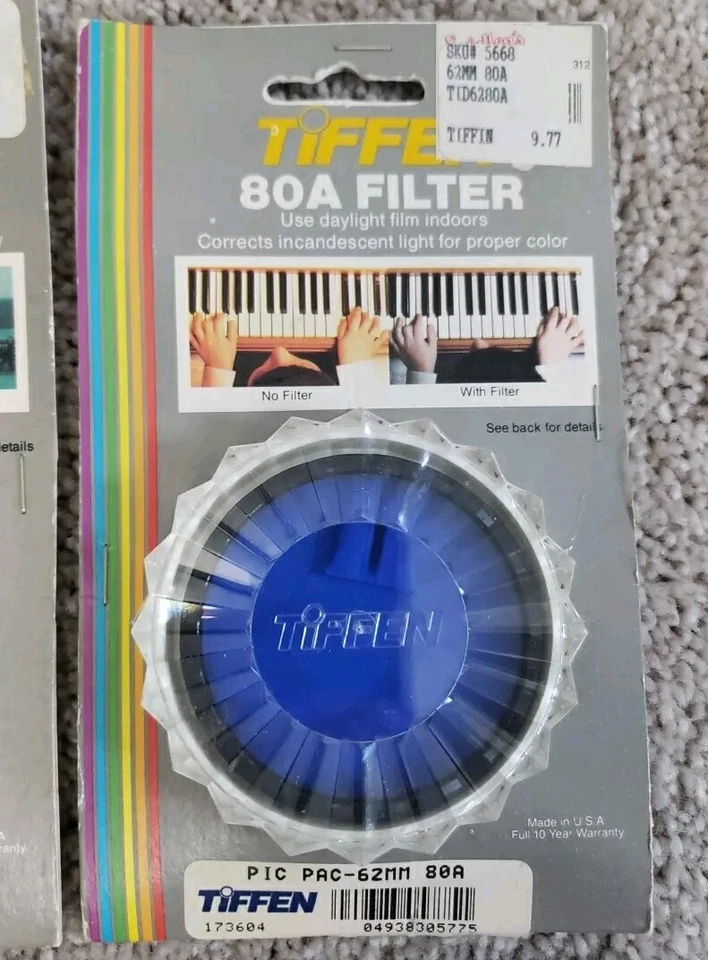 SKU# 5668
312
62MM 80A
TID6280A
TIFFIN 9.77
TIFFEN
80A FILTER
Use daylight film indoors
Corrects incandescent light for proper color
No Filter
With Filter
See back for details
etails
TIFFEN
Made in U S A
Full 10 Year Warranty
A
anty
PIC PAC-62MM 80A
TIFFEN
173604
04938305775